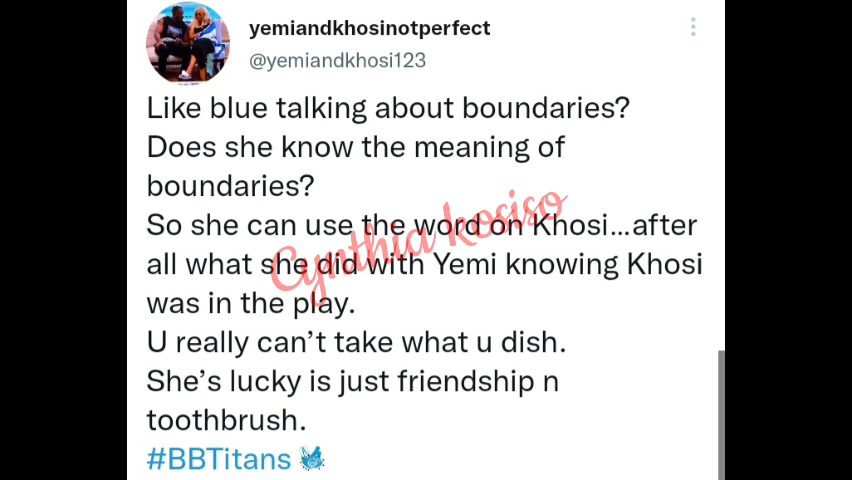 yemiandkhosinotperfect
@yemiandkhosi123
Like blue talking about boundaries?
Does she know the meaning of
boundaries?
So she can use the word on Khosi...after
all what she did with Yemi knowing Khosi
was in the play.
U really can't take what u dish.
She's lucky is just friendship n
toothbrush.
#BBTitans
Cynthia kosiso